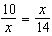 10/x = x/14